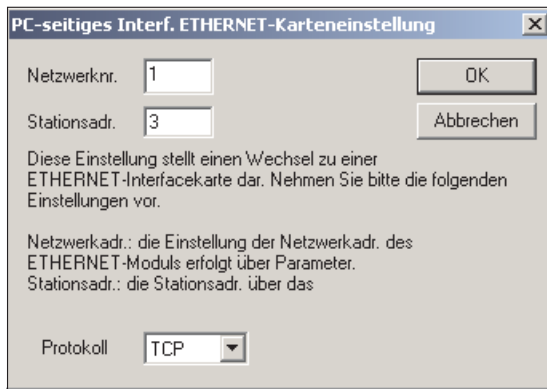 PC-seitiges Interf. ETHERNET-Karteneinstellung
Netzwerknr. 1
OK
Stationsadr. 3
Abbrechen
Diese Einstellung stellt einen Wechsel zu einer
ETHERNET-Interfacekarte dar. Nehmen Sie bitte die folgenden
Einstellungen vor.
Netzwerkadr.: die Einstellung der Netzwerkadr. des
ETHERNET-Moduls erfolgt über Parameter.
Stationsadr.: die Stationsadr. über das
Protokoll TCP